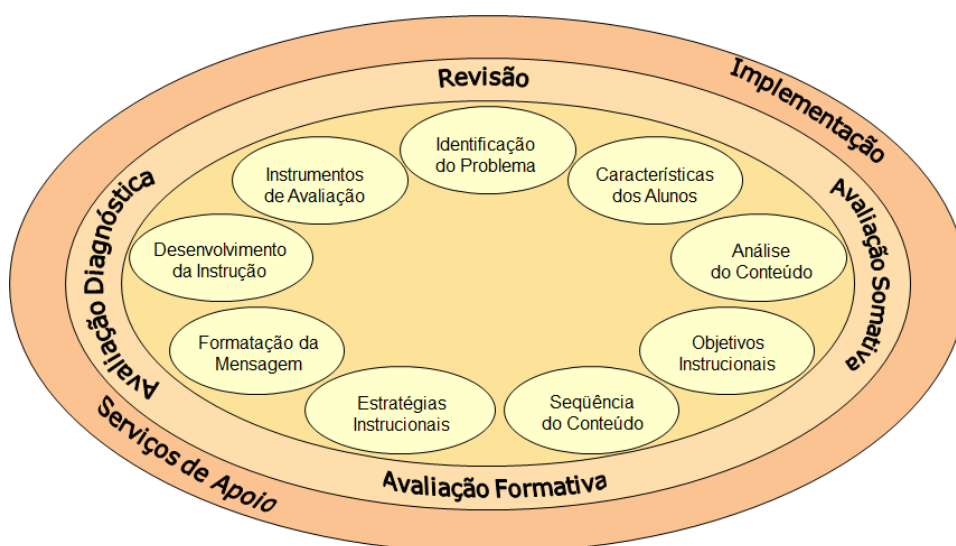 Implementação
Revisão
Identificação
do Problema
Instrumentos
de Avaliação
Características
dos Alunos
Avaliação Diagnóstica
Avaliação Somativa
Desenvolvimento
da Instrução
Análise
do Conteúdo
Formatação da
Mensagem
Objetivos
Instrucionais
Estratégias
Instrucionais
Seqüência
do Conteúdo
Serviços de Apoio
Avaliação Formativa